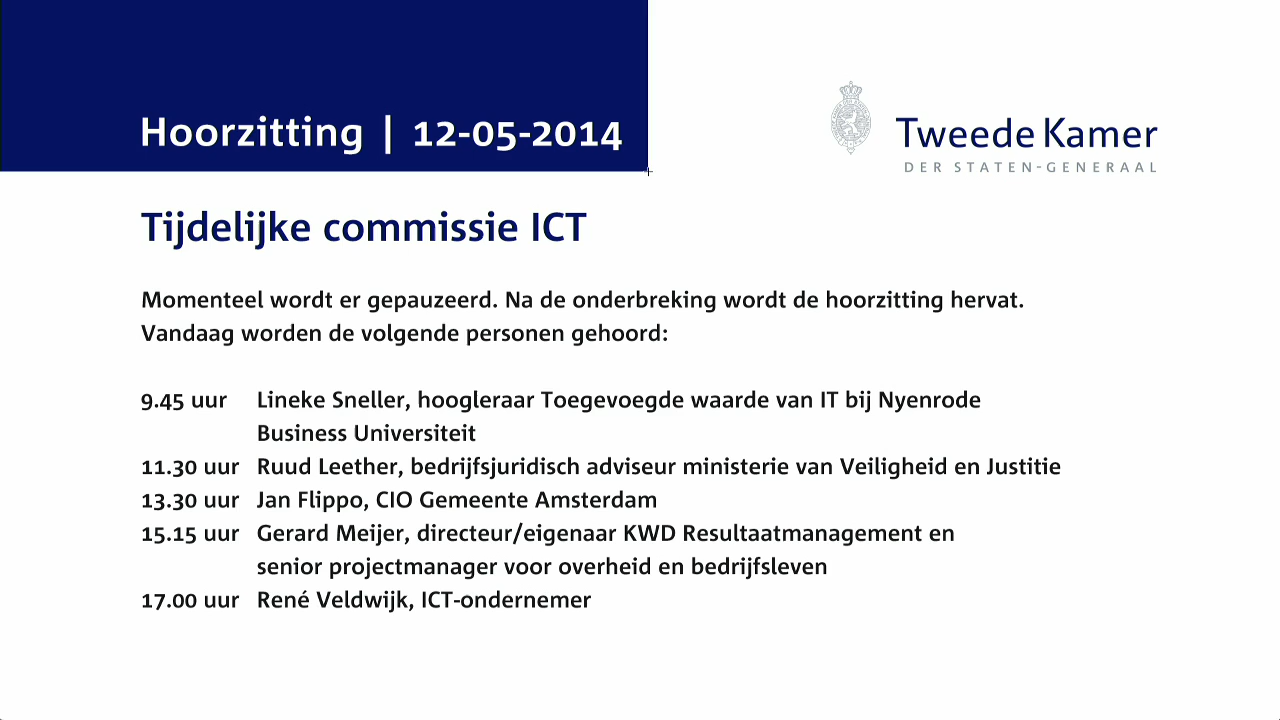 Hoorzitting | 12-05-2014
Tweede Kamer
DER STATEN-GENERAAL
Tijdelijke commissie ICT
Momenteel wordt er gepauzeerd. Na de onderbreking wordt de hoorzitting hervat.
Vandaag worden de volgende personen gehoord:
9.45 uur Lineke Sneller, hoogleraar Toegevoegde waarde van IT bij Nyenrode
Business Universiteit
11.30 uur Ruud Leether, bedrijfsjuridisch adviseur ministerie van Veiligheid en Justitie
13.30 uur Jan Flippo, CIO Gemeente Amsterdam
15.15 uur Gerard Meijer, directeur/eigenaar KWD Resultaatmanagement en
senior projectmanager voor overheid en bedrijfsleven
17.00 uur René Veldwijk, ICT-ondernemer